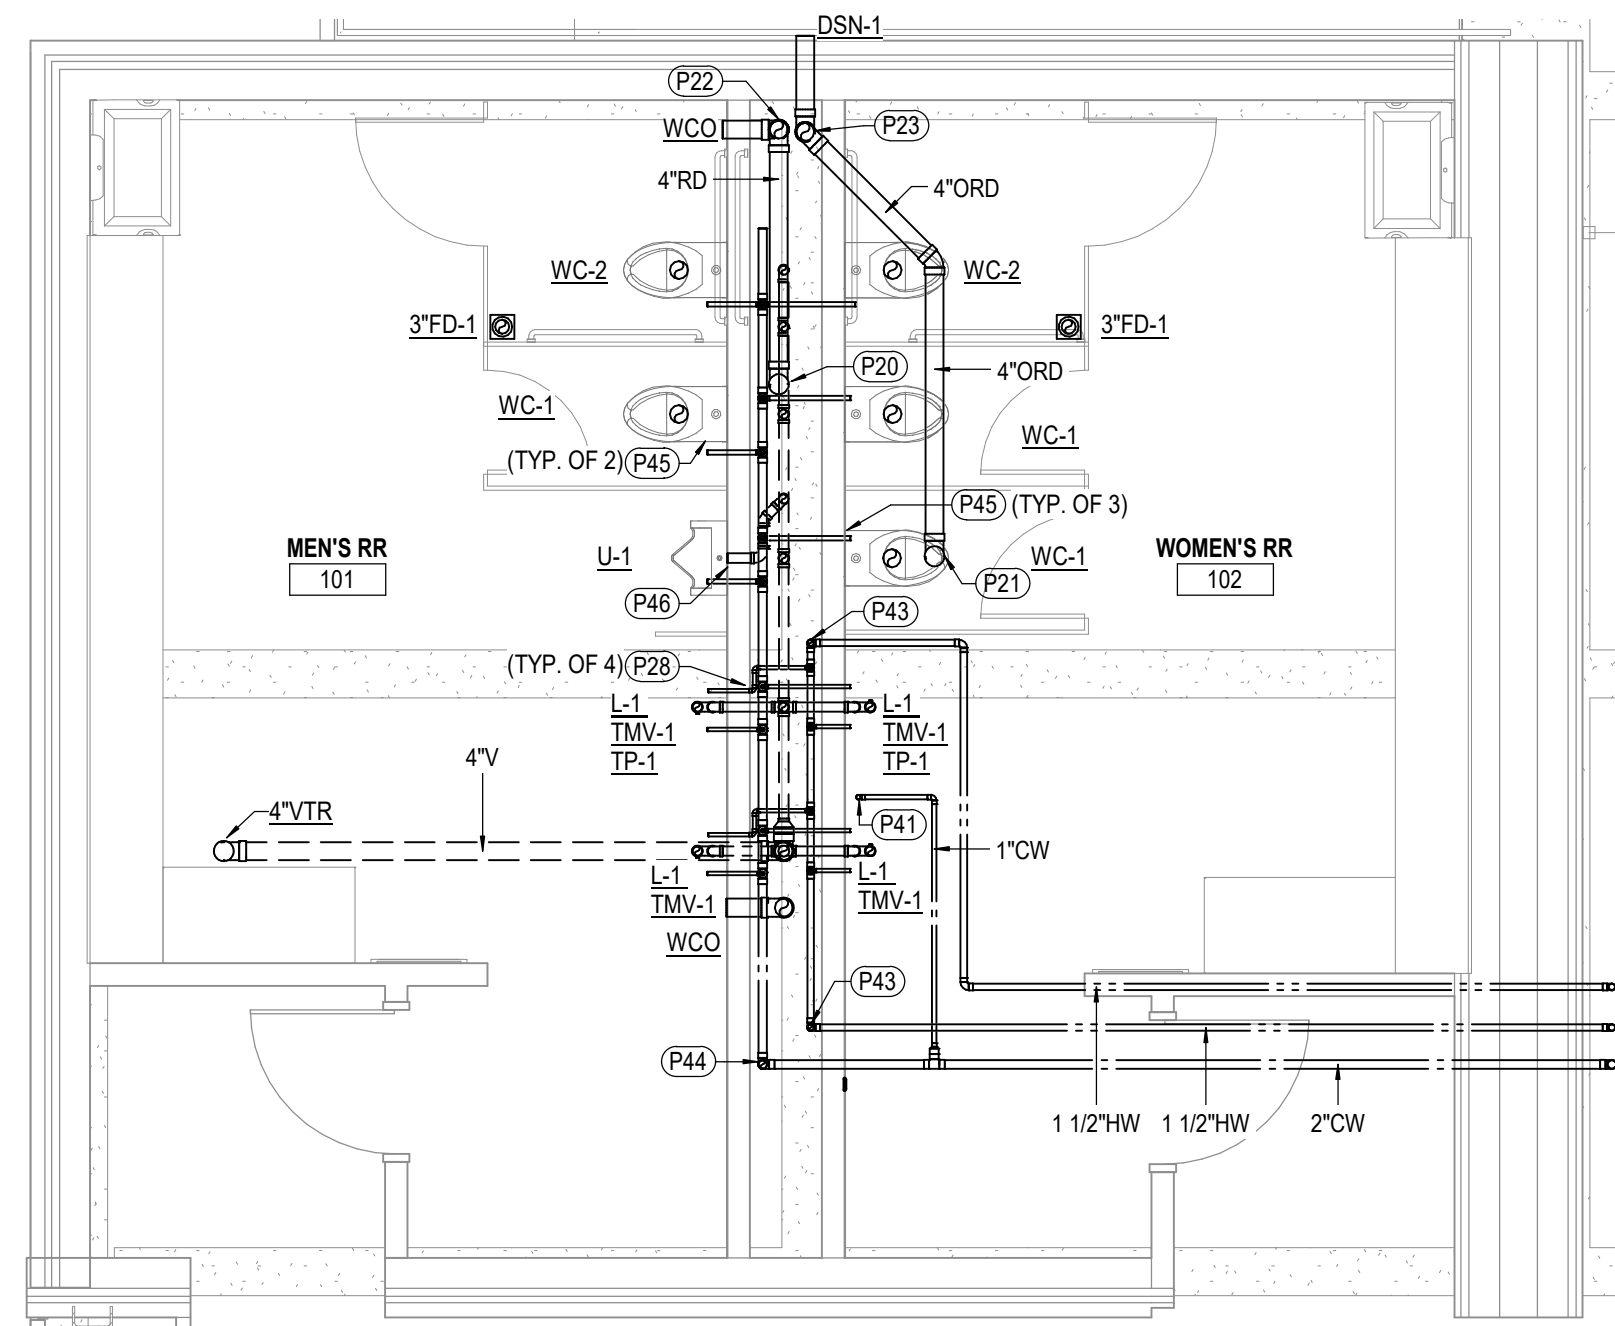 DSN-1
P22
WCO
P23
4"RD
4"ORD
WC-2
WC-2
3"FD-1
3"FD-1
P20
4"ORD
WC-1
WC-1
(TYP. OF 2) P45
P45 (TYP. OF 3)
MEN'S RR
101
U-1
WC-1
WOMEN'S RR
102
P21
P46
P43
(TYP. OF 4) P28
L-1
TMV-1
TP-1
L-1
TMV-1
TP-1
4"V
4"VTR
P41
1"CW
L-1
TMV-1
L-1
TMV-1
WCO
P43
P44
1 1/2"HW
1 1/2"HW
2"CW